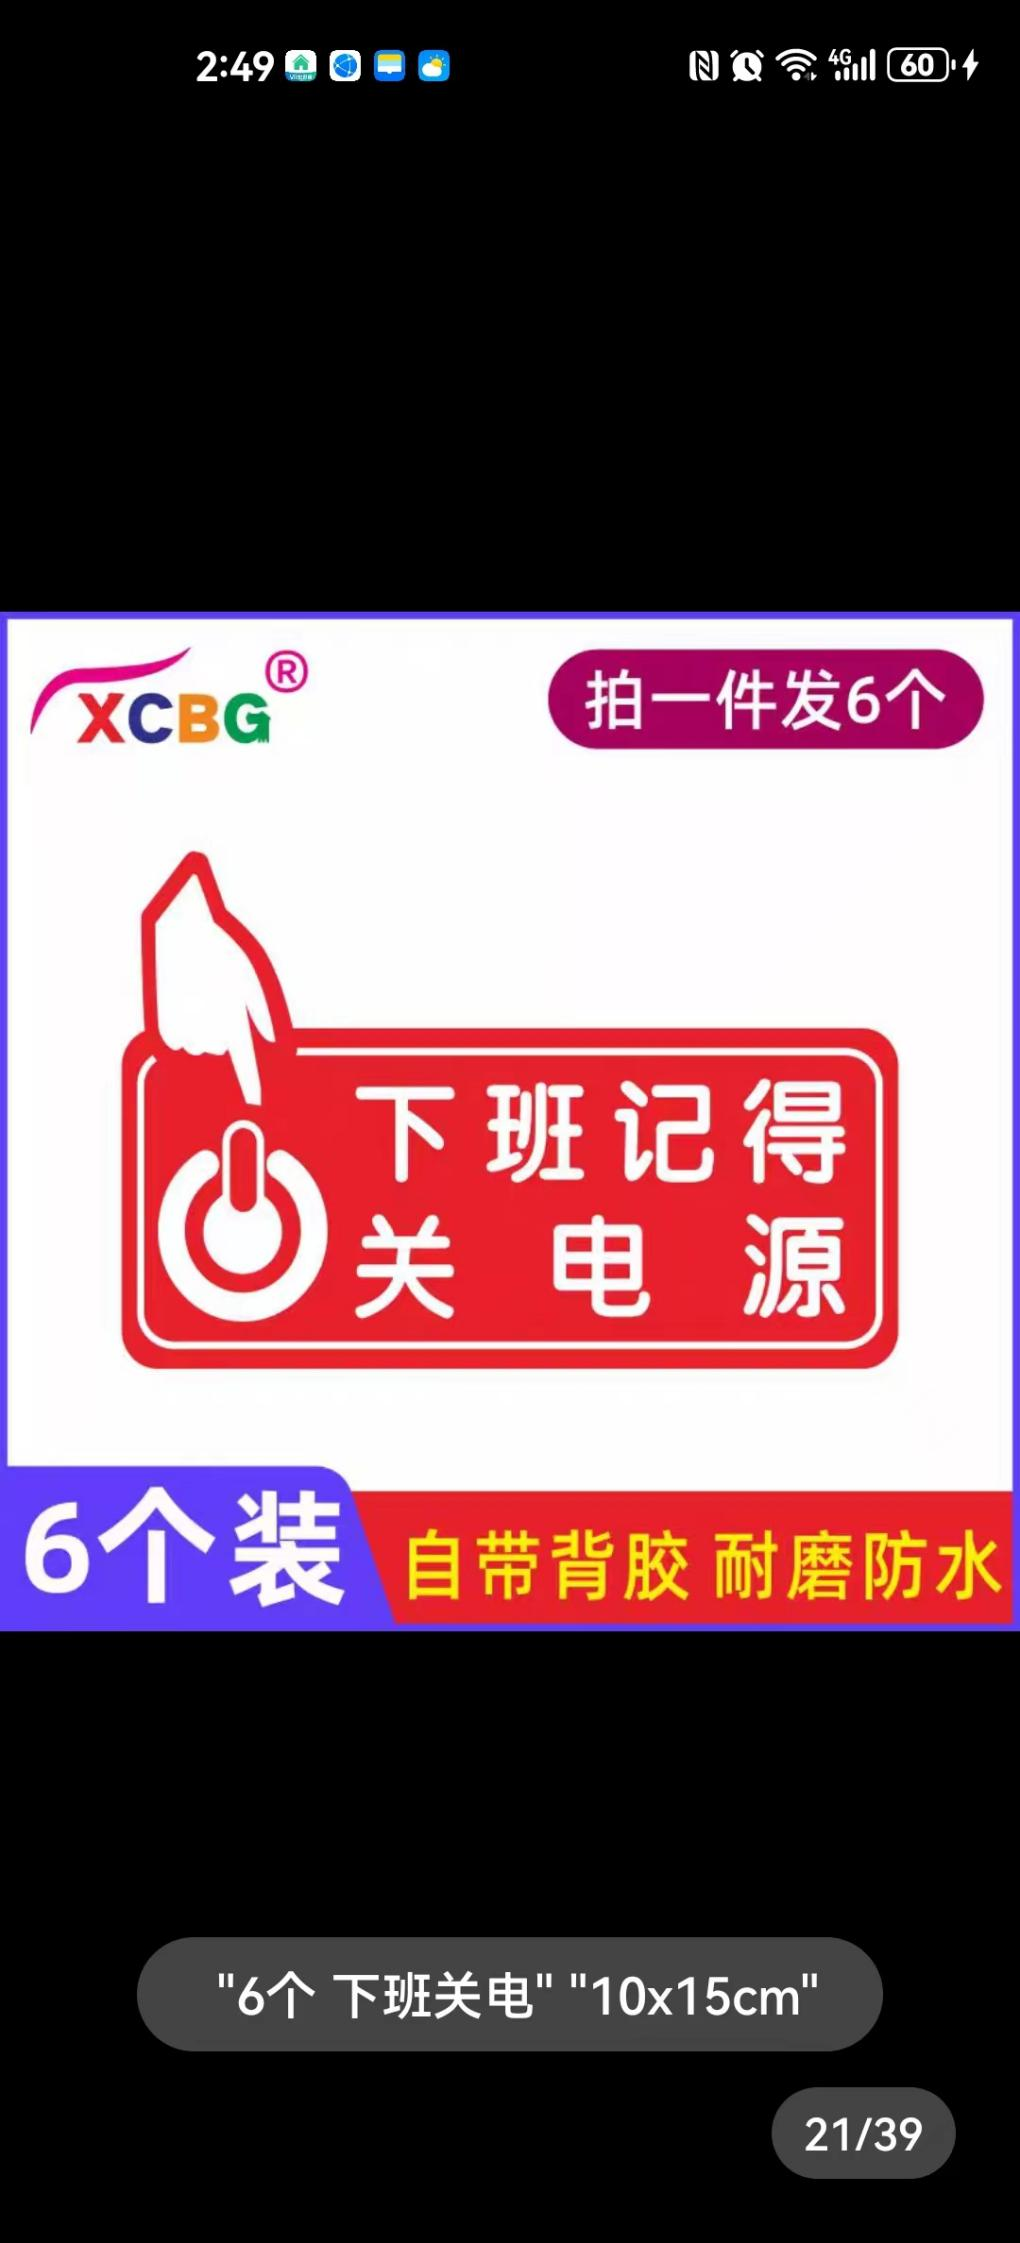 2:49
4G
60
XCBG®
拍一件发6个
下班记得
关电源
6个装
自带背胶 耐磨防水
"6个 下班关电" "10x15cm"
21/39